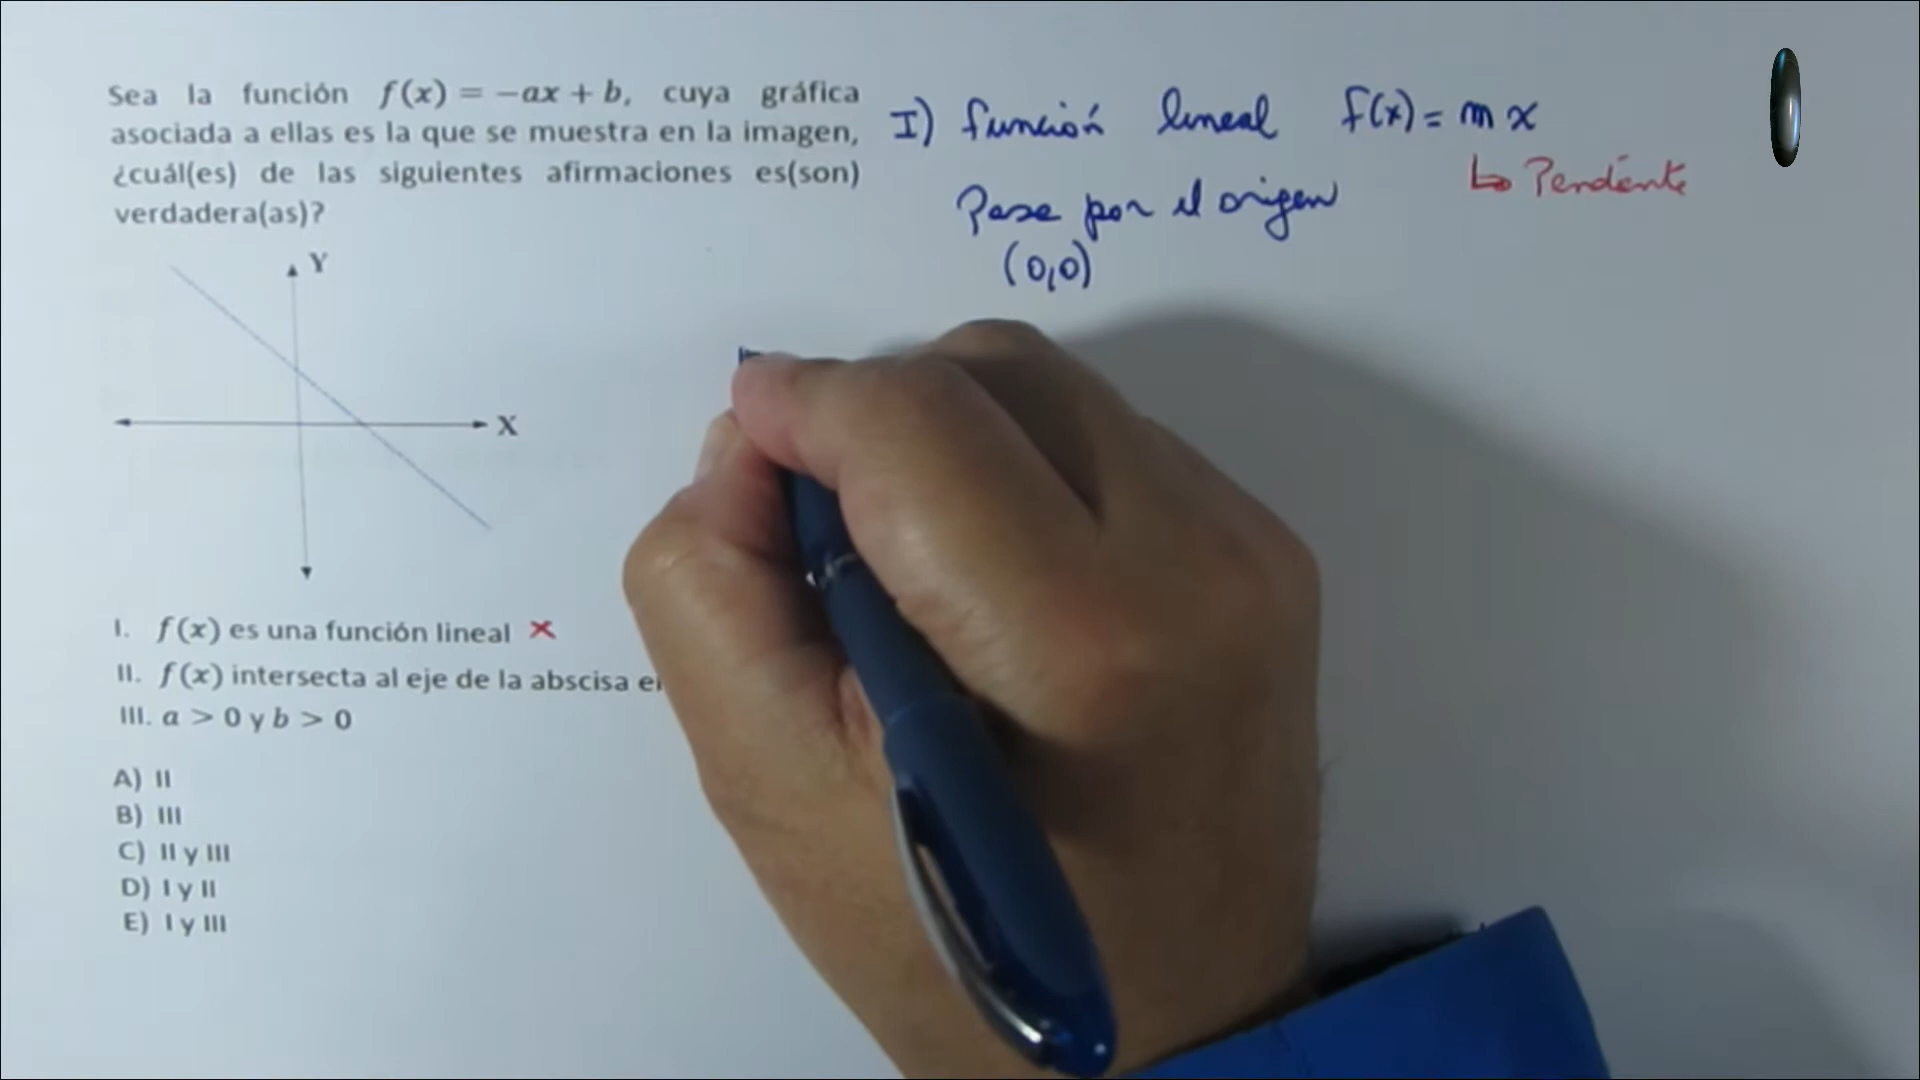 Sea la función f(x) = −ax + b, cuya gráfica
asociada a ellas es la que se muestra en la imagen,
¿cuál(es) de las siguientes afirmaciones es(son)
verdadera(as)?
Y
X
I. f(x) es una función lineal ×
II. f(x) intersecta al eje de la abscisa
III. a > 0 y b > 0
A) II
B) III
C) II y III
D) I y II
E) I y III
I) función lineal f(x) = mx
↳ Pendiente
Pasa por el origen
(0,0)